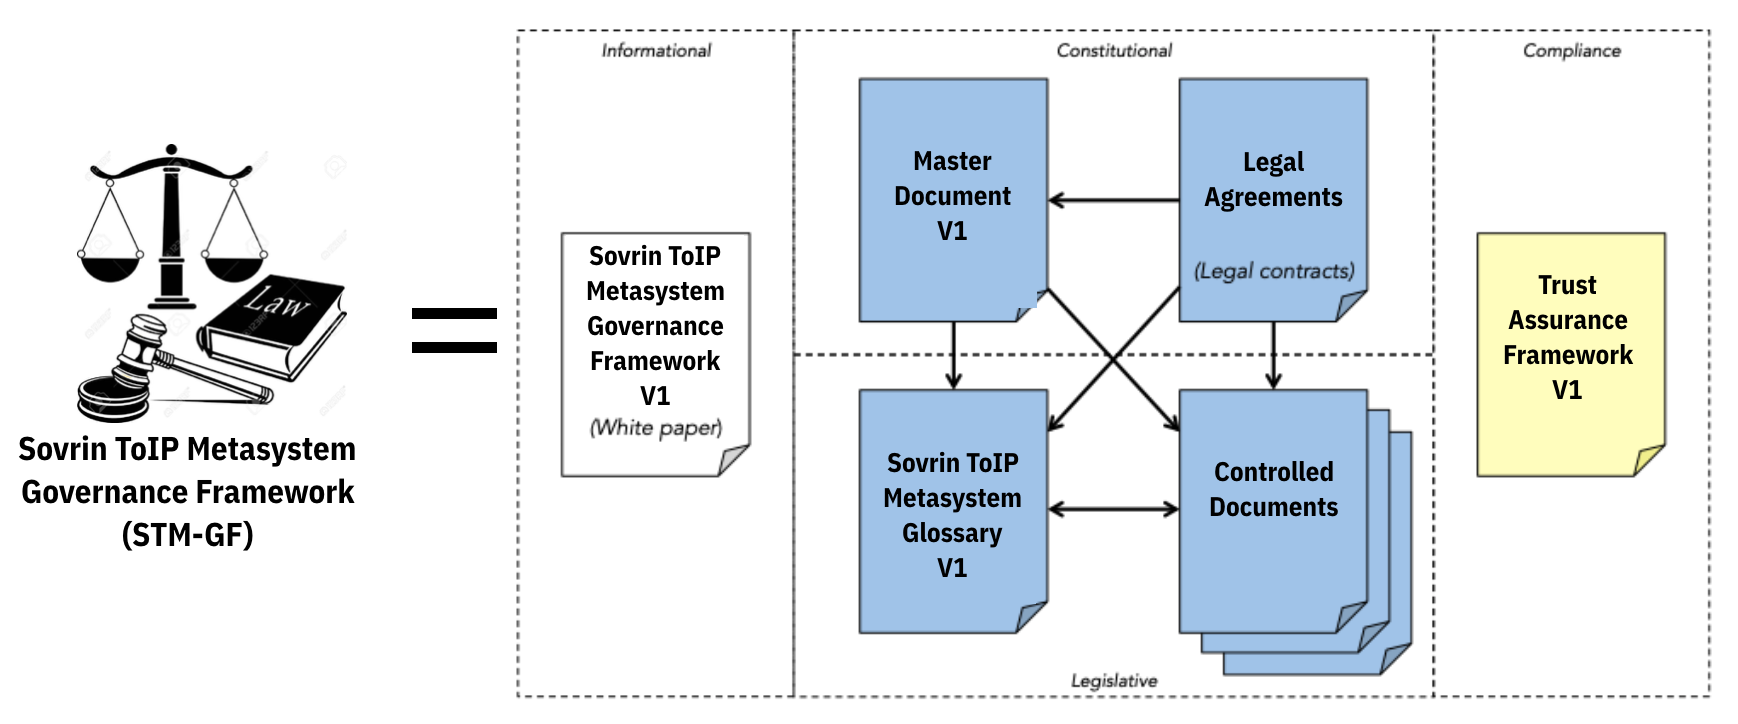 Law
Sovrin ToIP Metasystem
Governance Framework
(STM-GF)
Informational
Sovrin ToIP
Metasystem
Governance
Framework
V1
(White paper)
Constitutional
Master
Document
V1
Legal
Agreements
(Legal contracts)
Sovrin ToIP
Metasystem
Glossary
V1
Controlled
Documents
Legislative
Compliance
Trust
Assurance
Framework
V1